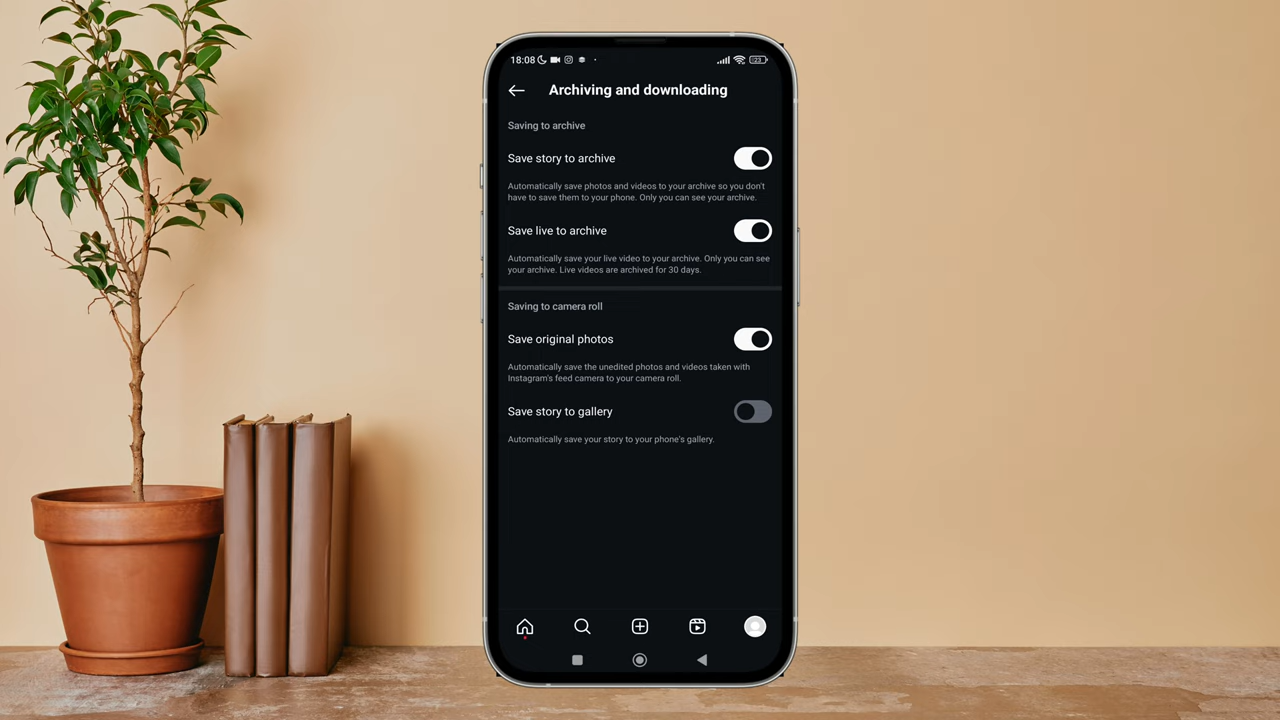 18:08
23
Archiving and downloading
Saving to archive
Save story to archive
Automatically save photos and videos to your archive so you don't
have to save them to your phone. Only you can see your archive.
Save live to archive
Automatically save your live video to your archive. Only you can see
your archive. Live videos are archived for 30 days.
Saving to camera roll
Save original photos
Automatically save the unedited photos and videos taken with
Instagram's feed camera to your camera roll.
Save story to gallery
Automatically save your story to your phone's gallery.